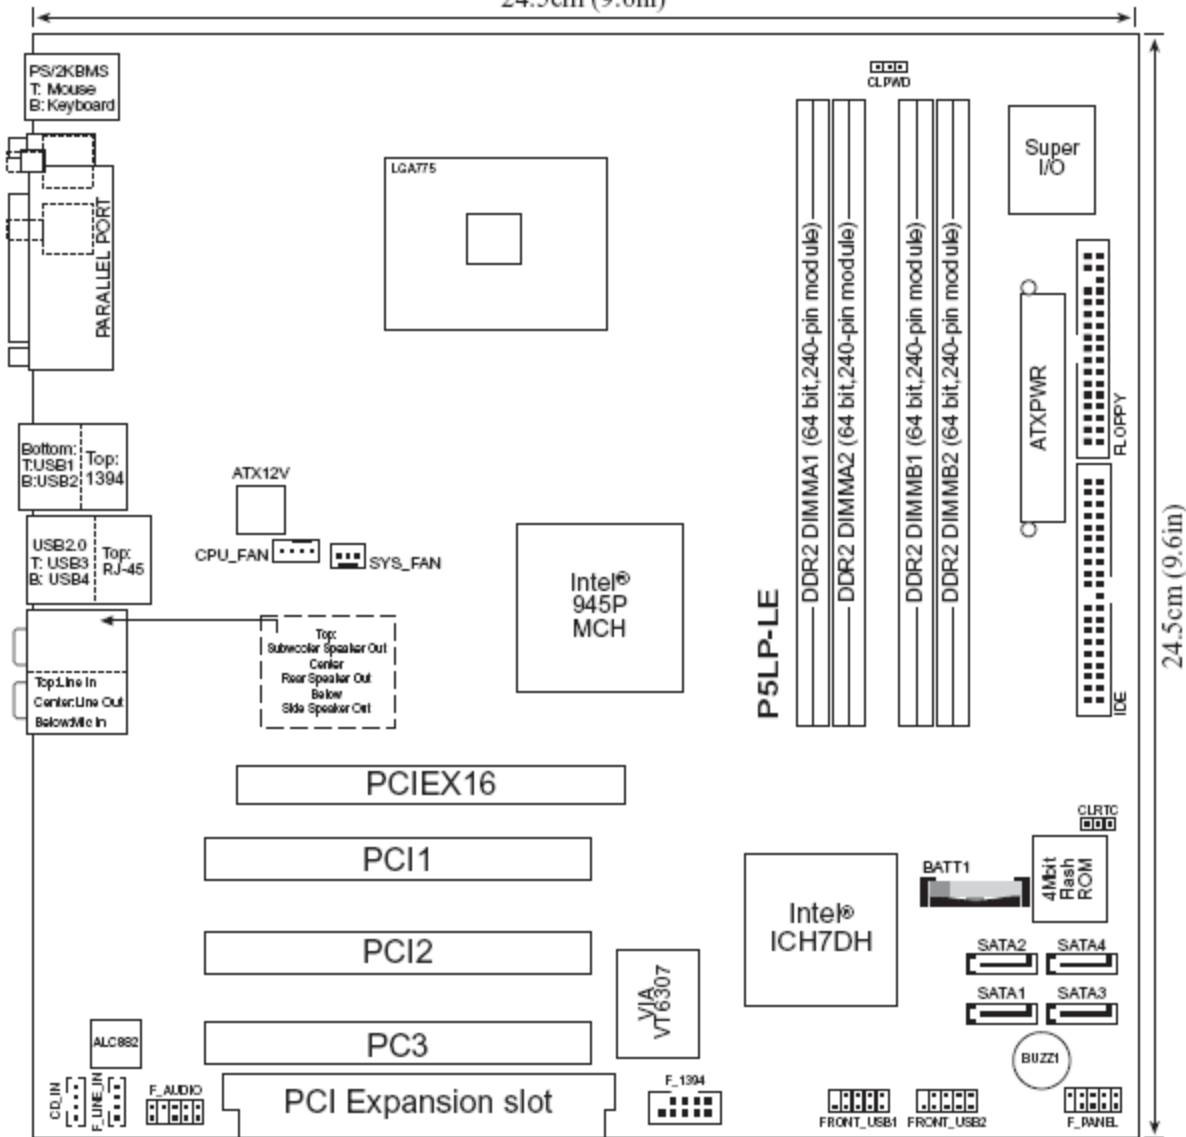 24.5cm (9.6in)
PS/2KBMS
T: Mouse
B: Keyboard
CLPWD
LGA775
Super
I/O
PARALLEL PORT
DDR2 DIMMA1 (64 bit,240-pin module)
DDR2 DIMMA2 (64 bit,240-pin module)
DDR2 DIMMB1 (64 bit,240-pin module)
DDR2 DIMMB2 (64 bit,240-pin module)
ATXPWR
FLOPPY
Bottom:
T:USB1
B:USB2
Top:
1394
ATX12V
CPU_FAN
SYS_FAN
USB2.0
T: USB3
B: USB4
Top:
RJ-45
Intel®
945P
MCH
P5LP-LE
IDE
24.5cm (9.6in)
Top:
Subwoofer Speaker Out
Center
Rear Speaker Out
Below
Side Speaker Out
Top:Line In
Center:Line Out
Below:Mic In
PCIEX16
PCI1
PCI2
PC3
PCI Expansion slot
CLRTC
BATT1
4Mbit
Flash
ROM
Intel®
ICH7DH
SATA2
SATA4
SATA1
SATA3
VIA
VT6307
BUZZ1
ALC882
CD_IN
F_LINE_IN
F_AUDIO
F_1394
FRONT_USB1
FRONT_USB2
F_PANEL